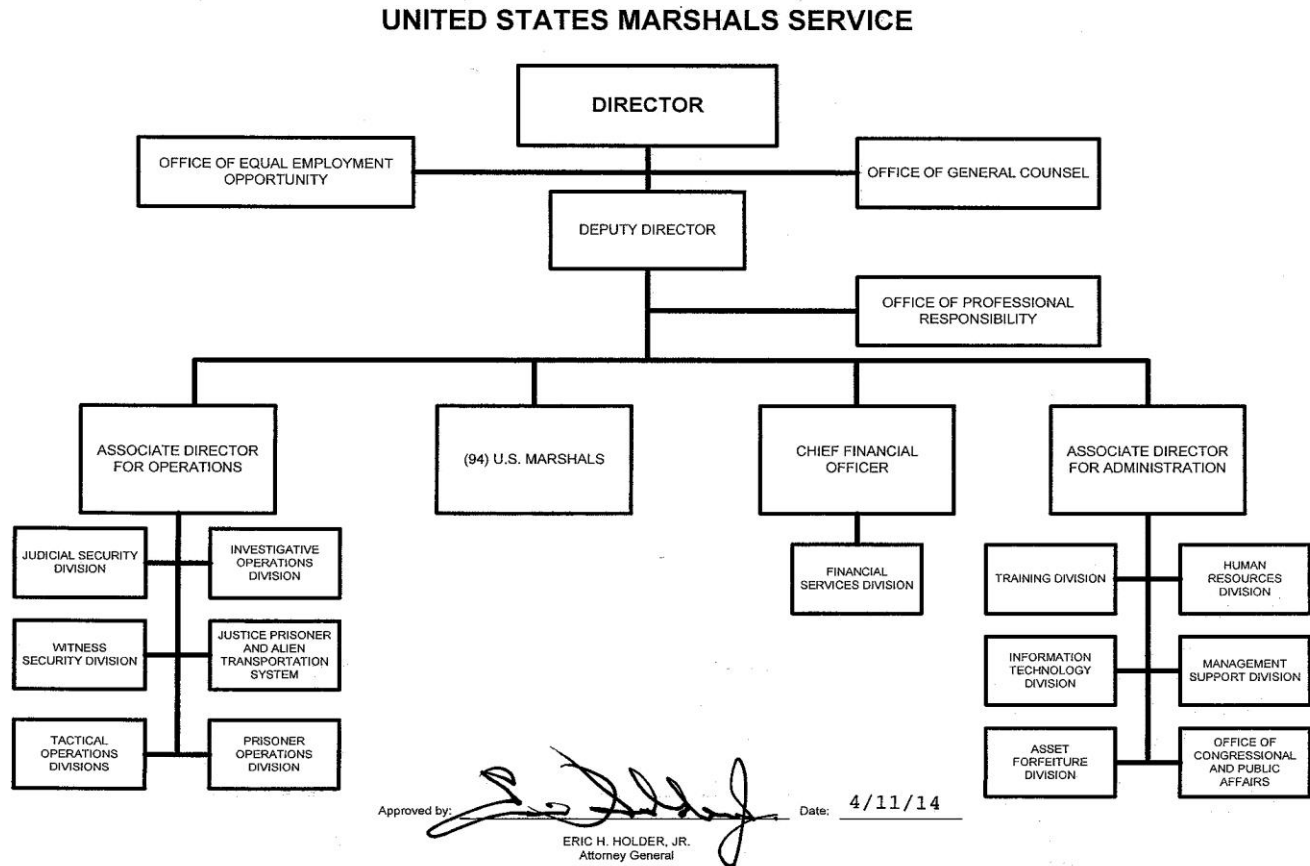 UNITED STATES MARSHALS SERVICE
DIRECTOR
OFFICE OF EQUAL EMPLOYMENT
OPPORTUNITY
OFFICE OF GENERAL COUNSEL
DEPUTY DIRECTOR
OFFICE OF PROFESSIONAL
RESPONSIBILITY
ASSOCIATE DIRECTOR
FOR OPERATIONS
(94) U.S. MARSHALS
CHIEF FINANCIAL
OFFICER
ASSOCIATE DIRECTOR
FOR ADMINISTRATION
JUDICIAL SECURITY
DIVISION
INVESTIGATIVE
OPERATIONS
DIVISION
WITNESS
SECURITY DIVISION
JUSTICE PRISONER
AND ALIEN
TRANSPORTATION
SYSTEM
TACTICAL
OPERATIONS
DIVISIONS
PRISONER
OPERATIONS
DIVISION
FINANCIAL
SERVICES DIVISION
TRAINING DIVISION
HUMAN
RESOURCES
DIVISION
INFORMATION
TECHNOLOGY
DIVISION
MANAGEMENT
SUPPORT DIVISION
ASSET
FORFEITURE
DIVISION
OFFICE OF
CONGRESSIONAL
AND PUBLIC
AFFAIRS
Approved by:
Date: 4/11/14
ERIC H. HOLDER, JR.
Attorney General